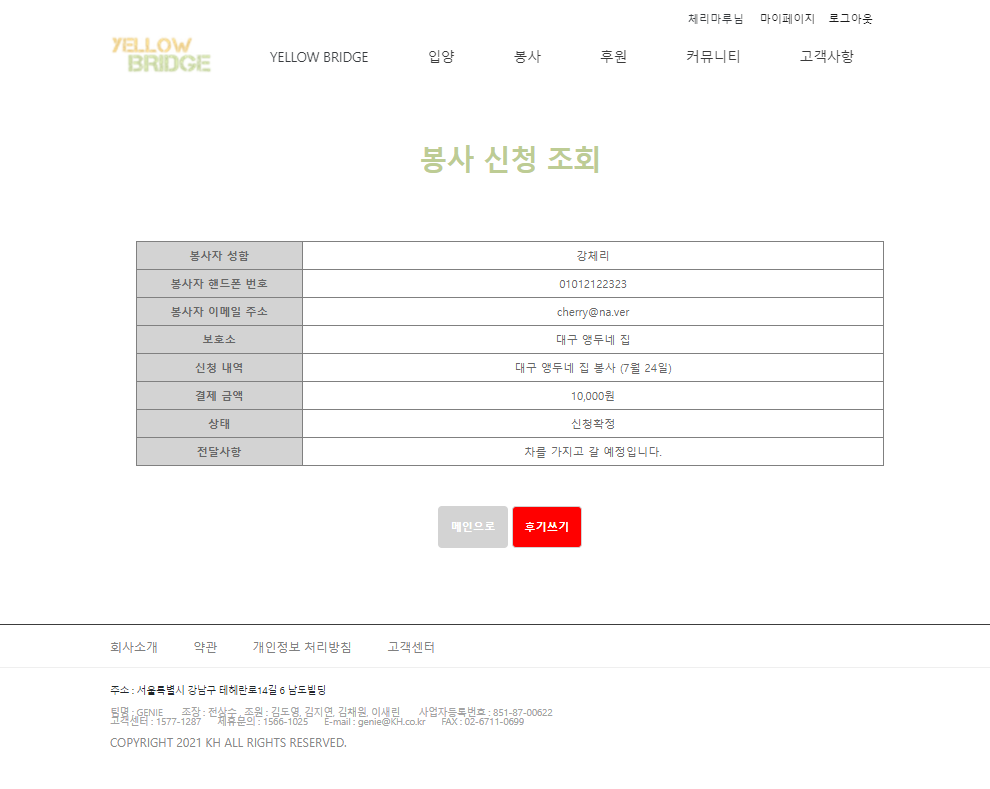 체리마루님 마이페이지 로그아웃
YELLOW BRIDGE
YELLOW BRIDGE 입양 봉사 후원 커뮤니티 고객사항
봉사 신청 조회
봉사자 성함 강체리
봉사자 핸드폰 번호 01012122323
봉사자 이메일 주소 cherry@na.ver
보호소 대구 앵두네 집
신청 내역 대구 앵두네 집 봉사 (7월 24일)
결제 금액 10,000원
상태 신청확정
전달사항 차를 가지고 갈 예정입니다.
메인으로 후기쓰기
회사소개 약관 개인정보 처리방침 고객센터
주소 : 서울특별시 강남구 테헤란로14길 6 남도빌딩
팀명 : GENIE 조장 : 전상수 , 조원 : 김도영, 김지연, 김채원, 이새린 사업자등록번호 : 851-87-00622
고객센터 : 1577-1287 제휴문의 : 1566-1025 E-mail : genie@KH.co.kr FAX : 02-6711-0699
COPYRIGHT 2021 KH ALL RIGHTS RESERVED.